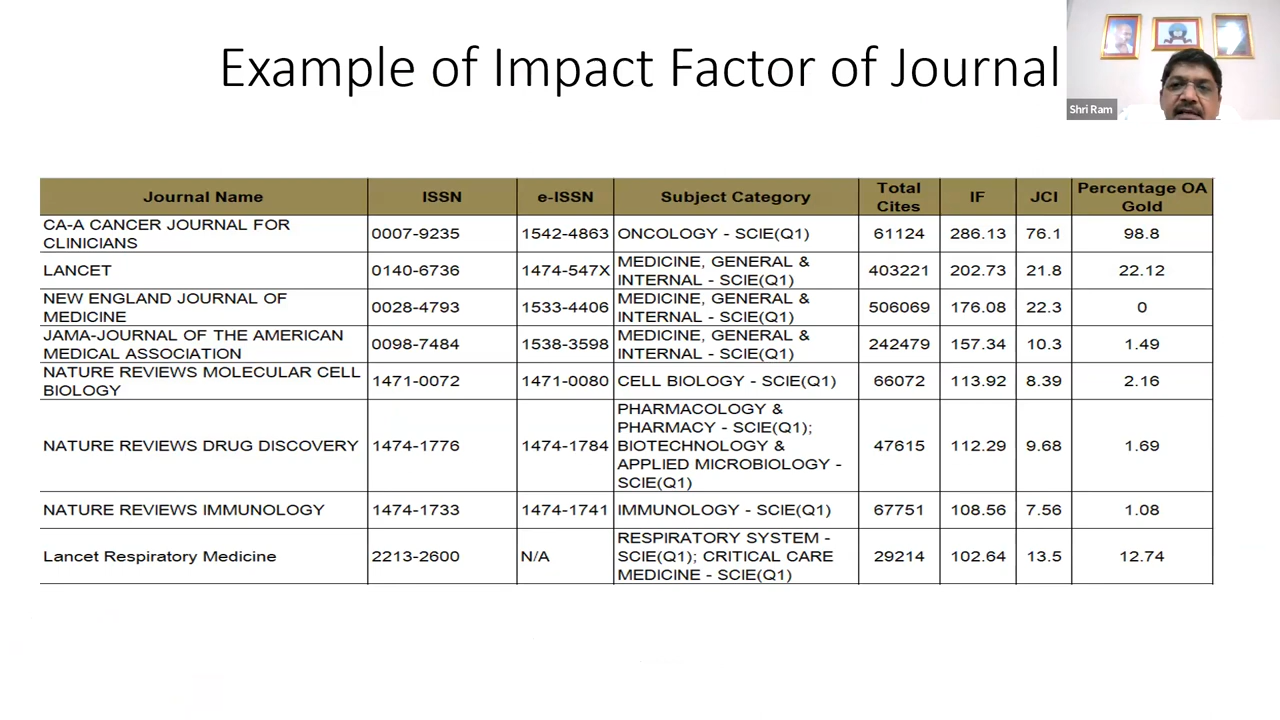 Example of Impact Factor of Journal
Shri Ram
Journal Name ISSN e-ISSN Subject Category Total Cites IF JCI Percentage OA Gold
CA-A CANCER JOURNAL FOR CLINICIANS 0007-9235 1542-4863 ONCOLOGY - SCIE(Q1) 61124 286.13 76.1 98.8
LANCET 0140-6736 1474-547X MEDICINE, GENERAL & INTERNAL - SCIE(Q1) 403221 202.73 21.8 22.12
NEW ENGLAND JOURNAL OF MEDICINE 0028-4793 1533-4406 MEDICINE, GENERAL & INTERNAL - SCIE(Q1) 506069 176.08 22.3 0
JAMA-JOURNAL OF THE AMERICAN MEDICAL ASSOCIATION 0098-7484 1538-3598 MEDICINE, GENERAL & INTERNAL - SCIE(Q1) 242479 157.34 10.3 1.49
NATURE REVIEWS MOLECULAR CELL BIOLOGY 1471-0072 1471-0080 CELL BIOLOGY - SCIE(Q1) 66072 113.92 8.39 2.16
NATURE REVIEWS DRUG DISCOVERY 1474-1776 1474-1784 PHARMACOLOGY & PHARMACY - SCIE(Q1); BIOTECHNOLOGY & APPLIED MICROBIOLOGY - SCIE(Q1) 47615 112.29 9.68 1.69
NATURE REVIEWS IMMUNOLOGY 1474-1733 1474-1741 IMMUNOLOGY - SCIE(Q1) 67751 108.56 7.56 1.08
Lancet Respiratory Medicine 2213-2600 N/A RESPIRATORY SYSTEM - SCIE(Q1); CRITICAL CARE MEDICINE - SCIE(Q1) 29214 102.64 13.5 12.74